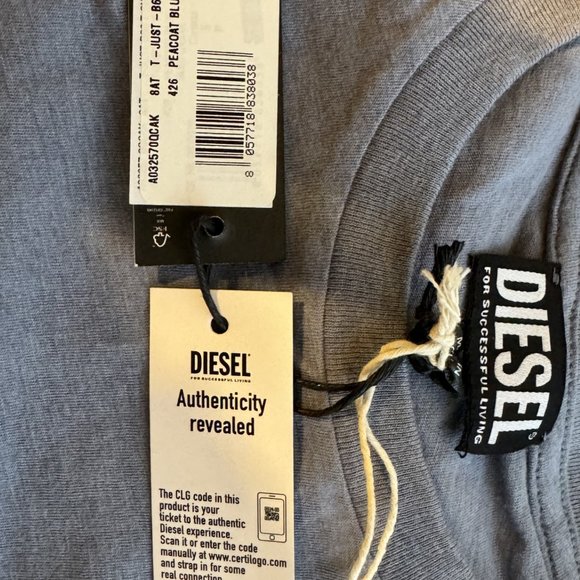 A032570QCAK 8AT T-JUST-B6
426 PEACOAT BLU
8 057718 838038
DIESEL
FOR SUCCESSFUL LIVING
Authenticity
revealed
The CLG code in this
product is your
ticket to the authentic
Diesel experience.
Scan it or enter the code
manually at www.certilogo.com
and strap in for some
real connection
DIESEL
FOR SUCCESSFUL LIVING